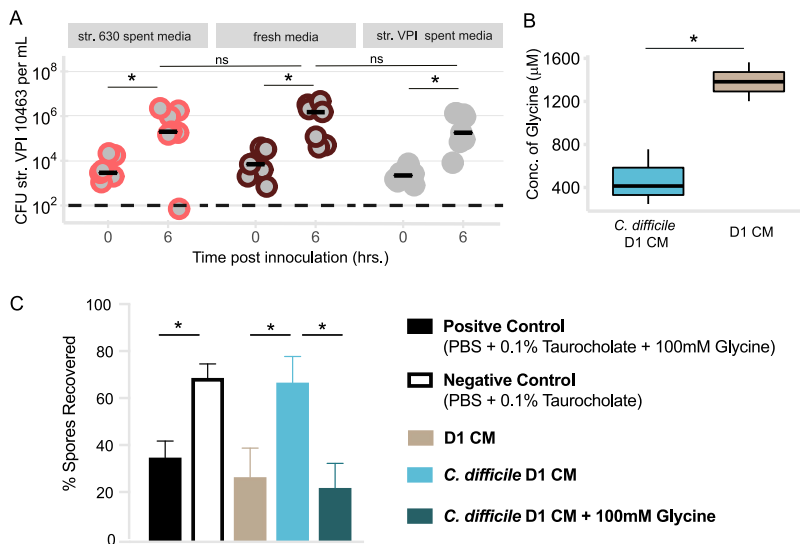 A
str. 630 spent media
fresh media
str. VPI spent media
ns
ns
*
*
*
10^8
10^6
10^4
10^2
CFU str. VPI 10463 per mL
0
6
0
6
0
6
Time post innoculation (hrs.)
B
*
1600
1200
800
400
Conc. of Glycine (μM)
C. difficile
D1 CM
D1 CM
C
100
80
60
40
20
0
% Spores Recovered
*
*
*
Positve Control
(PBS + 0.1% Taurocholate + 100mM Glycine)
Negative Control
(PBS + 0.1% Taurocholate)
D1 CM
C. difficile D1 CM
C. difficile D1 CM + 100mM Glycine